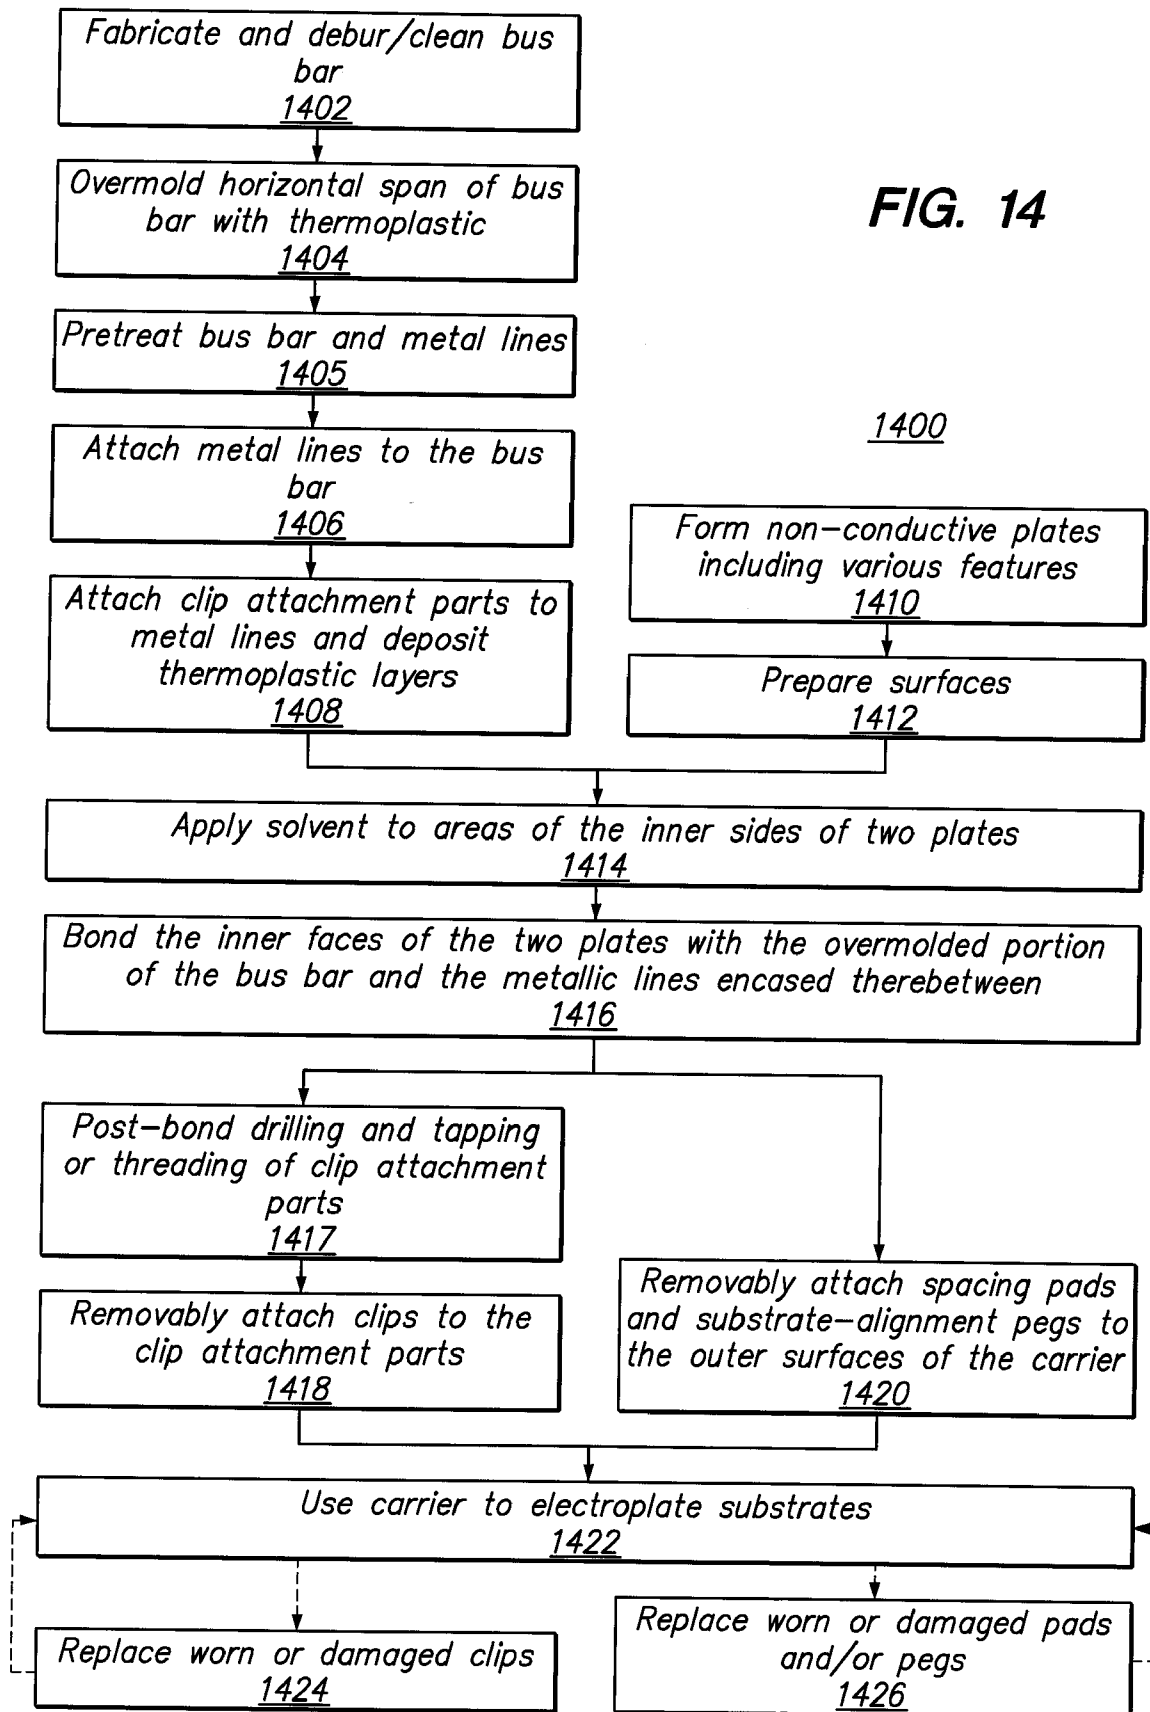 Fabricate and debur/clean bus
bar
1402
Overmold horizontal span of bus
bar with thermoplastic
1404
FIG. 14
Pretreat bus bar and metal lines
1405
1400
Attach metal lines to the bus
bar
1406
Form non-conductive plates
including various features
1410
Attach clip attachment parts to
metal lines and deposit
thermoplastic layers
1408
Prepare surfaces
1412
Apply solvent to areas of the inner sides of two plates
1414
Bond the inner faces of the two plates with the overmolded portion
of the bus bar and the metallic lines encased therebetween
1416
Post-bond drilling and tapping
or threading of clip attachment
parts
1417
Removably attach clips to the
clip attachment parts
1418
Removably attach spacing pads
and substrate-alignment pegs to
the outer surfaces of the carrier
1420
Use carrier to electroplate substrates
1422
Replace worn or damaged clips
1424
Replace worn or damaged pads
and/or pegs
1426